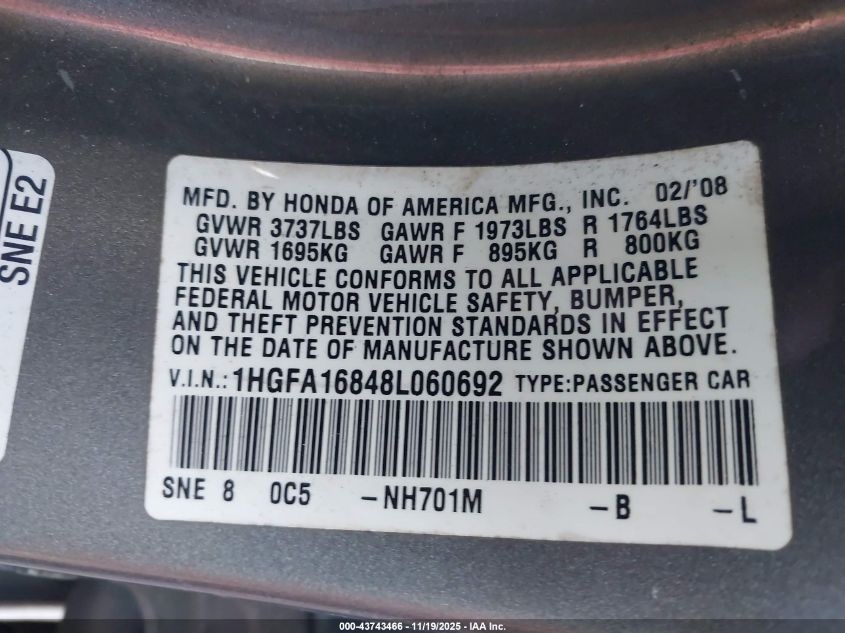 MFD. BY HONDA OF AMERICA MFG., INC. 02/'08
GVWR 3737LBS GAWR F 1973LBS R 1764LBS
GVWR 1695KG GAWR F 895KG R 800KG
THIS VEHICLE CONFORMS TO ALL APPLICABLE
FEDERAL MOTOR VEHICLE SAFETY, BUMPER,
AND THEFT PREVENTION STANDARDS IN EFFECT
ON THE DATE OF MANUFACTURE SHOWN ABOVE.
V.I.N.: 1HGFA16848L060692 TYPE:PASSENGER CAR
SNE 8 0C5 -NH701M -B -L
SNE E2
000-43743466 - 11/19/2025 - IAA Inc.